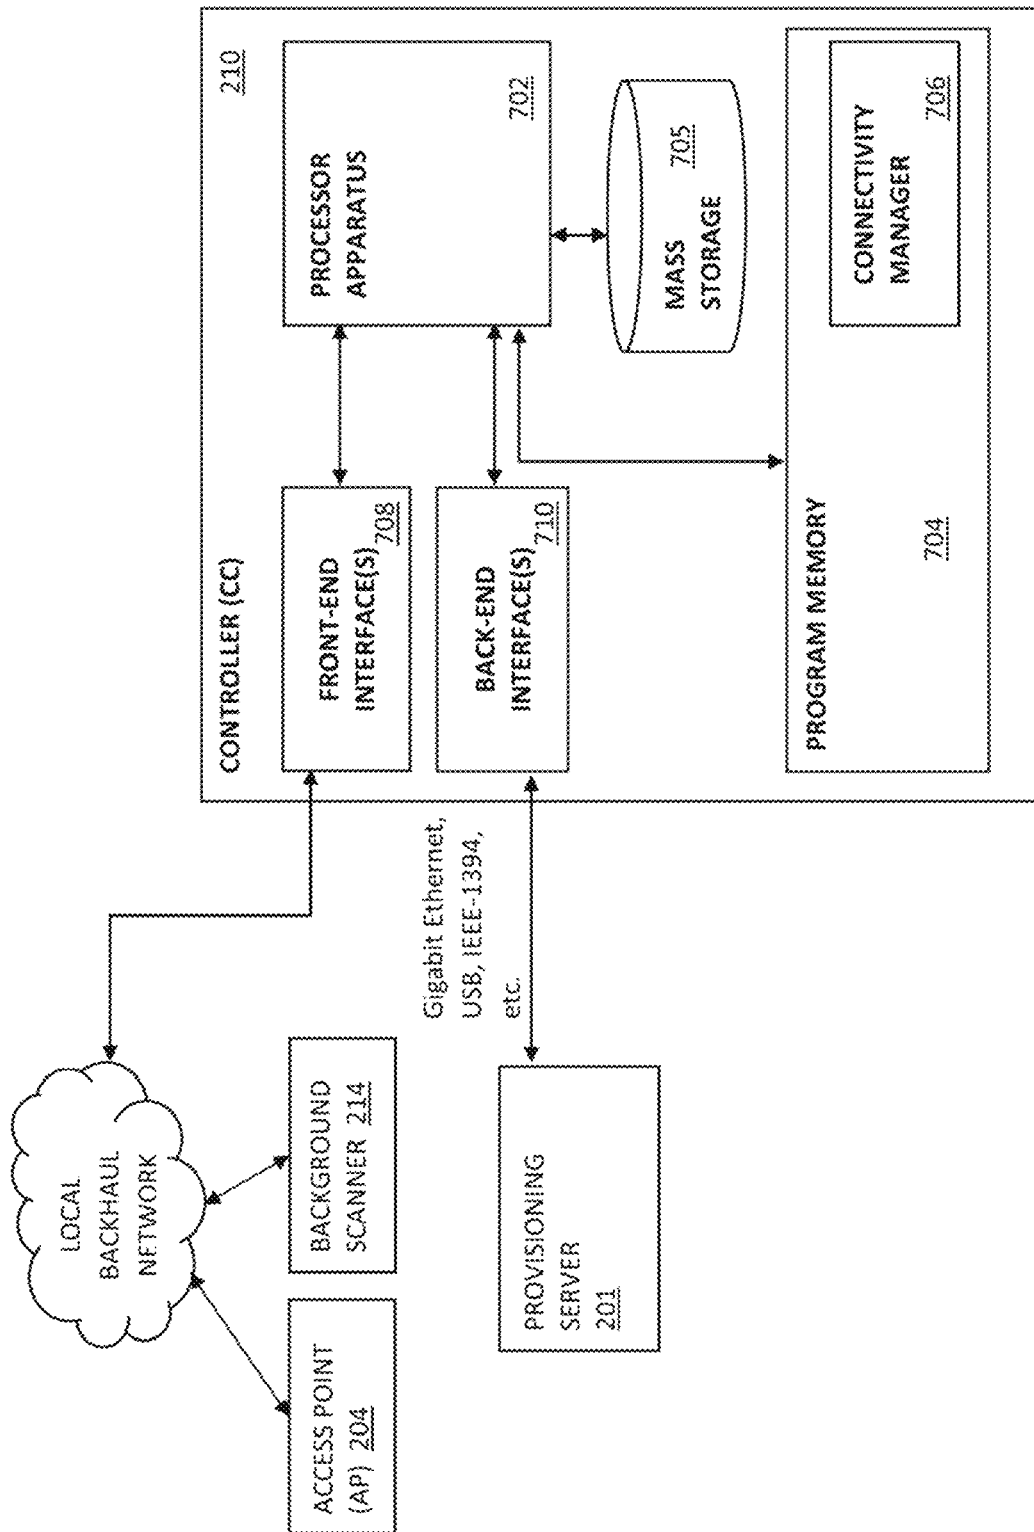 LOCAL
BACKHAUL
NETWORK
ACCESS POINT
(AP) 204
BACKGROUND
SCANNER 214
PROVISIONING
SERVER
201
Gigabit Ethernet,
USB, IEEE-1394,
etc.
CONTROLLER (CC)
210
FRONT-END
INTERFACE(S)
708
BACK-END
INTERFACE(S)
710
PROCESSOR
APPARATUS
702
MASS
STORAGE
705
PROGRAM MEMORY
704
CONNECTIVITY
MANAGER
706